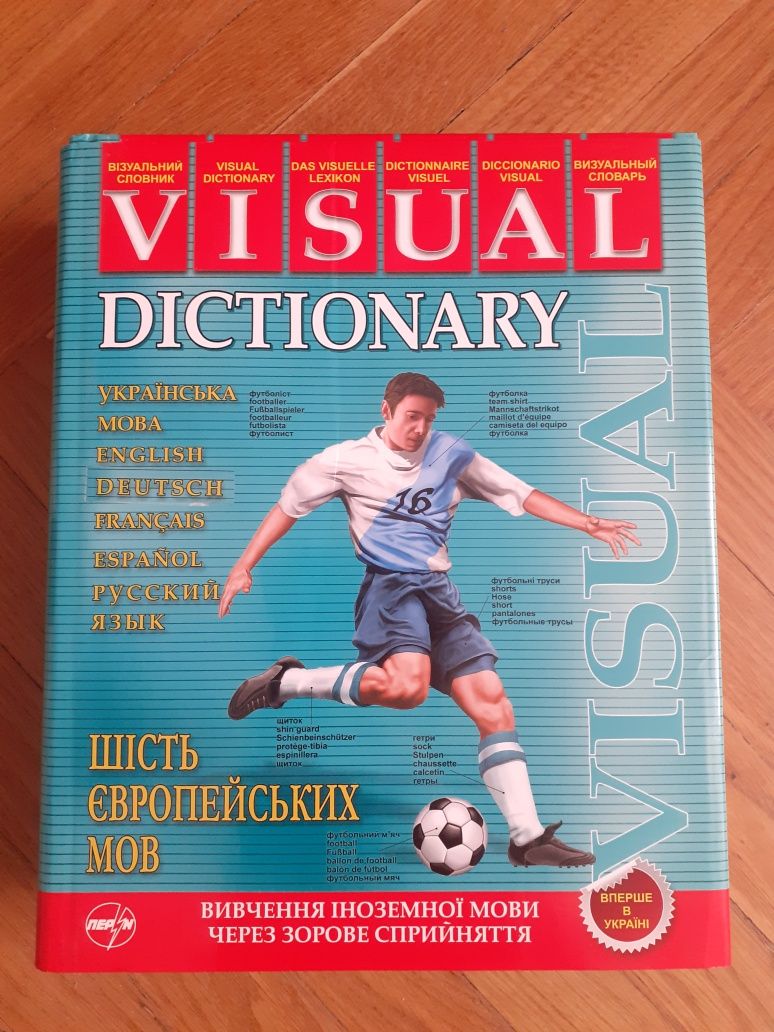 ВІЗУАЛЬНИЙ
СЛОВНИК
VISUAL
DICTIONARY
DAS VISUELLE
LEXIKON
DICTIONNAIRE
VISUEL
DICCIONARIO
VISUAL
ВИЗУАЛЬНЫЙ
СЛОВАРЬ
VISUAL
DICTIONARY
УКРАЇНСЬКА
МОВА
ENGLISH
DEUTSCH
FRANÇAIS
ESPAÑOL
РУССКИЙ
ЯЗЫК
футболіст
footballer
Fußballspieler
footballeur
futbolista
футболист
футболка
team shirt
Mannschaftstrikot
maillot d'équipe
camiseta del equipo
футболка
16
VISUAL
футбольні труси
shorts
Hose
short
pantalones
футбольные трусы
щиток
shin guard
Schienbeinschützer
protège-tibia
espinillera
щиток
гетри
sock
Stulpen
chaussette
calcetín
гетры
ШІСТЬ
ЄВРОПЕЙСЬКИХ
МОВ
футбольний м'яч
football
Fußball
ballon de football
balón de fútbol
футбольный мяч
ВПЕРШЕ
В
УКРАЇНІ
ПЕРУН
ВИВЧЕННЯ ІНОЗЕМНОЇ МОВИ
ЧЕРЕЗ ЗОРОВЕ СПРИЙНЯТТЯ